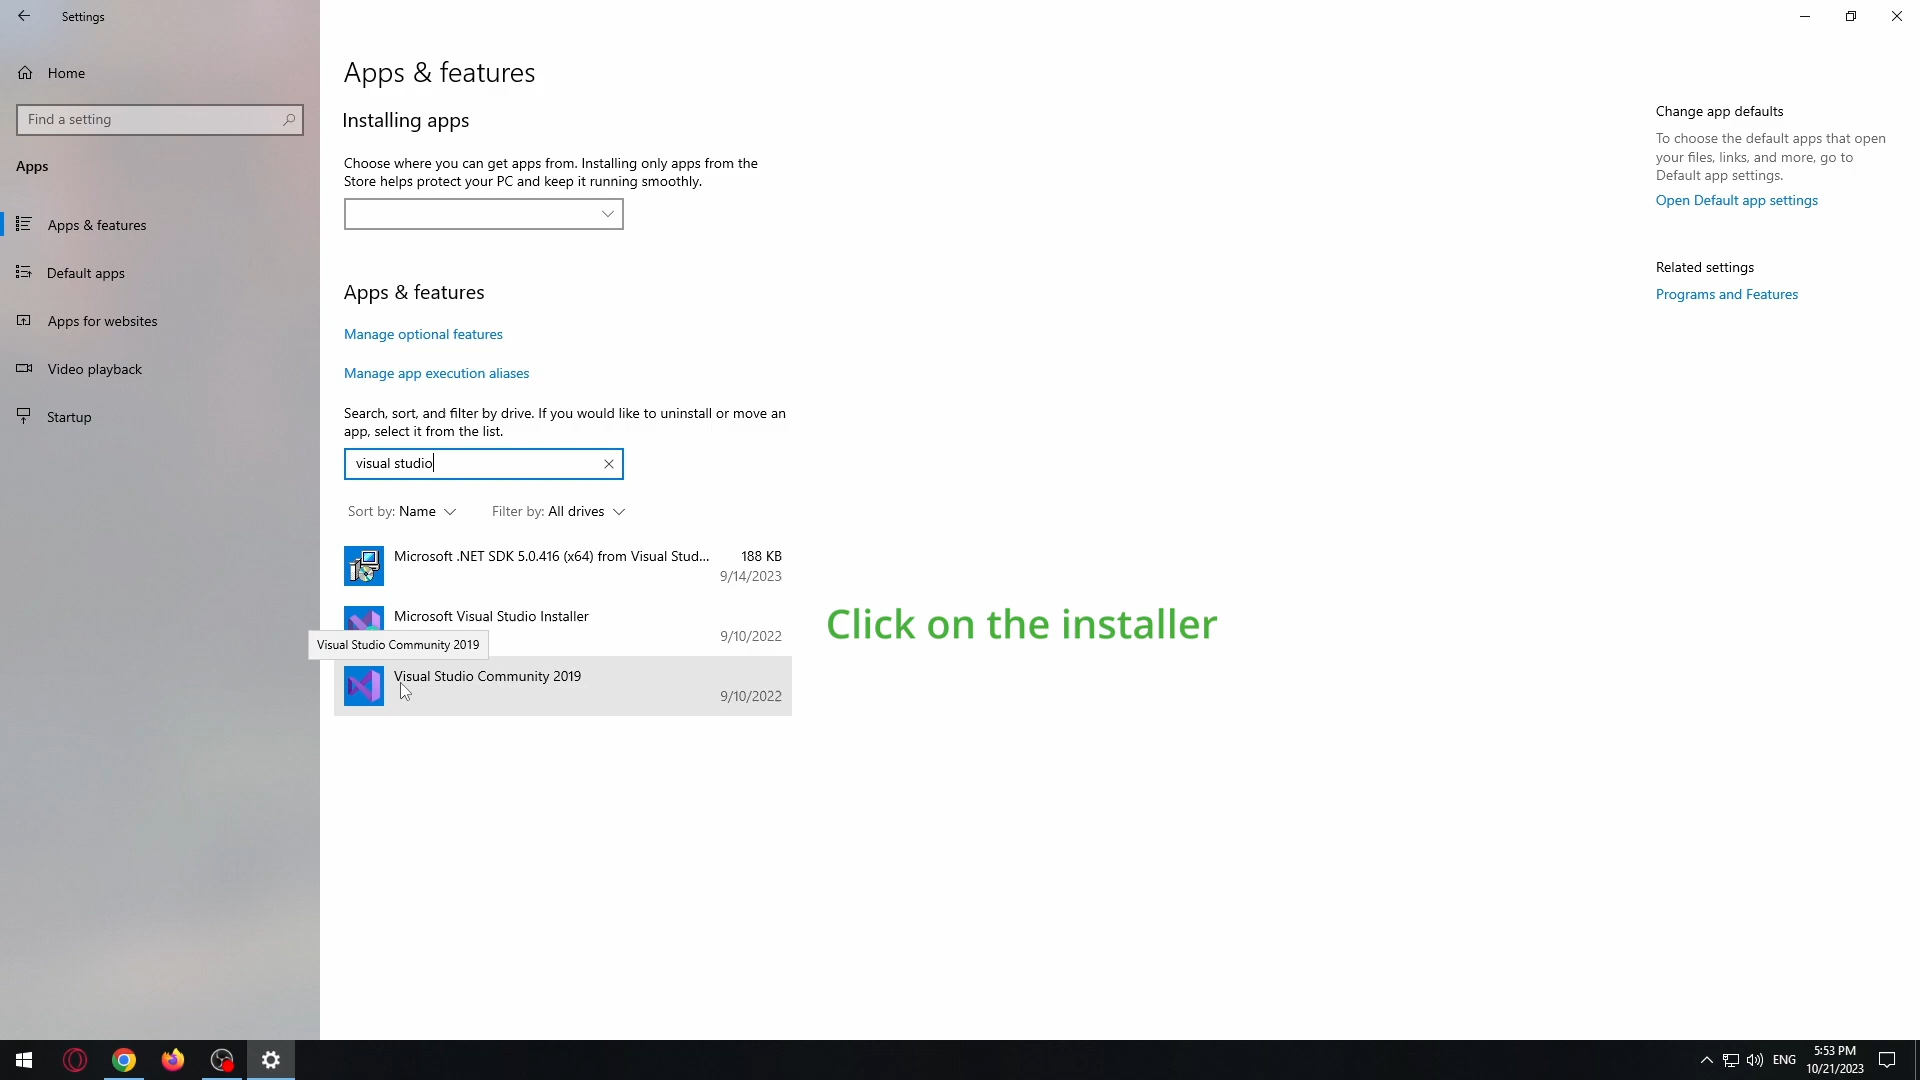 Settings
Home
Find a setting
Apps
Apps & features
Default apps
Apps for websites
Video playback
Startup
Apps & features
Installing apps
Choose where you can get apps from. Installing only apps from the
Store helps protect your PC and keep it running smoothly.
Apps & features
Manage optional features
Manage app execution aliases
Search, sort, and filter by drive. If you would like to uninstall or move an
app, select it from the list.
visual studio
Sort by: Name
Filter by: All drives
Microsoft .NET SDK 5.0.416 (x64) from Visual Stud...
188 KB
9/14/2023
Microsoft Visual Studio Installer
9/10/2022
Visual Studio Community 2019
Visual Studio Community 2019
9/10/2022
Click on the installer
Change app defaults
To choose the default apps that open
your files, links, and more, go to
Default app settings.
Open Default app settings
Related settings
Programs and Features
ENG
5:53 PM
10/21/2023